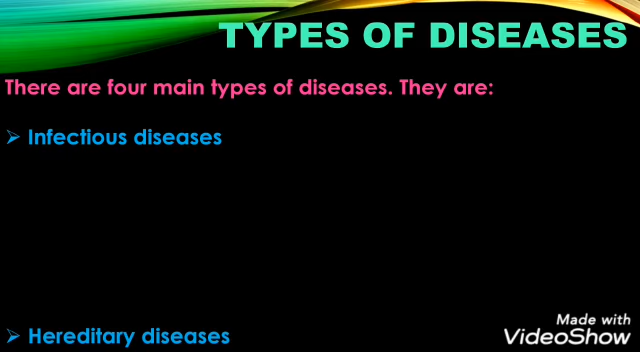 TYPES OF DISEASES
There are four main types of diseases. They are:
➢ Infectious diseases
➢ Hereditary diseases
Made with
VideoShow